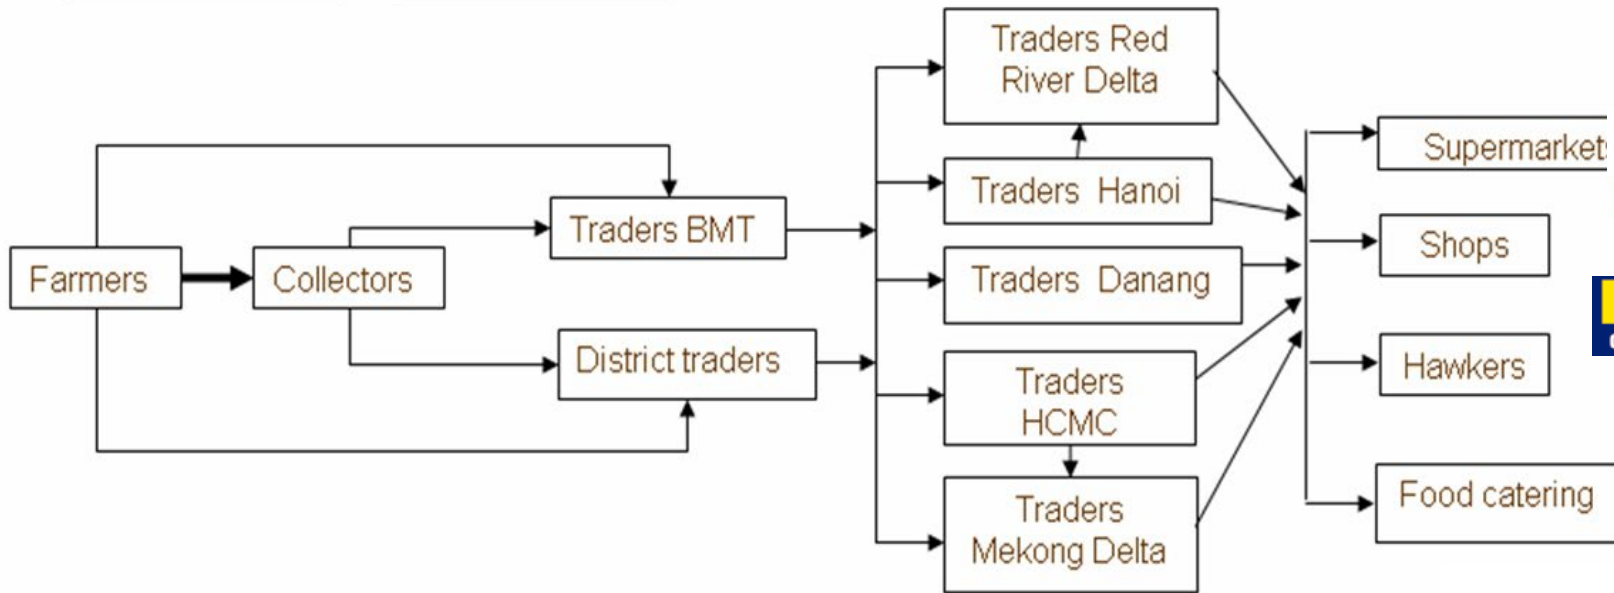 Traders Red
River Delta
Supermarkets
Traders Hanoi
Traders BMT
Shops
Farmers
Collectors
Traders Danang
District traders
Hawkers
Traders
HCMC
Food catering
Traders
Mekong Delta